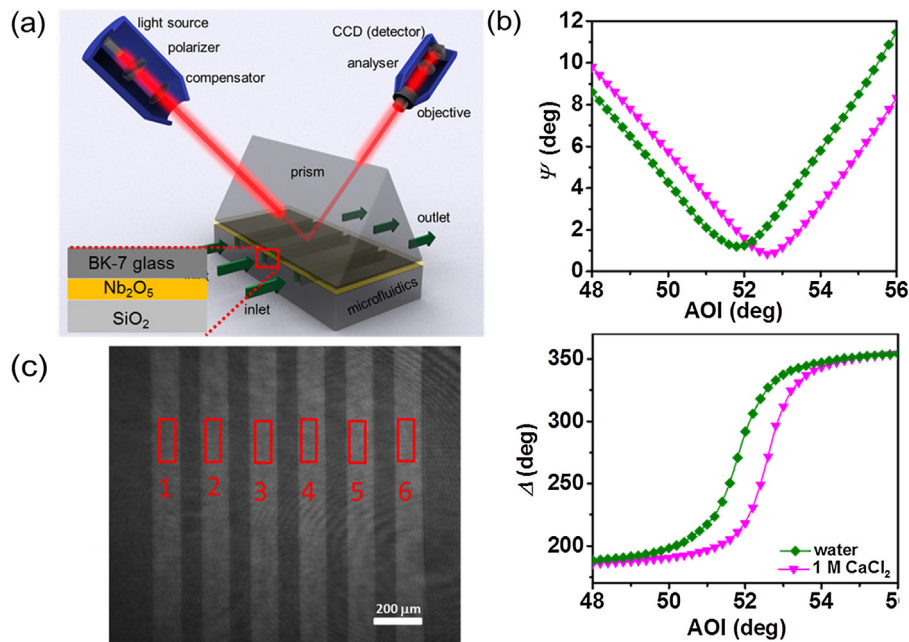 (a)
light source
polarizer
compensator
CCD (detector)
analyser
objective
prism
outlet
BK-7 glass
Nb₂O₅
SiO₂
inlet
microfluidics
(b)
12
10
8
6
4
2
0
Ψ (deg)
48 50 52 54 56
AOI (deg)
350
300
250
200
Δ (deg)
water
1 M CaCl₂
48 50 52 54 56
AOI (deg)
(c)
1 2 3 4 5 6
200 μm